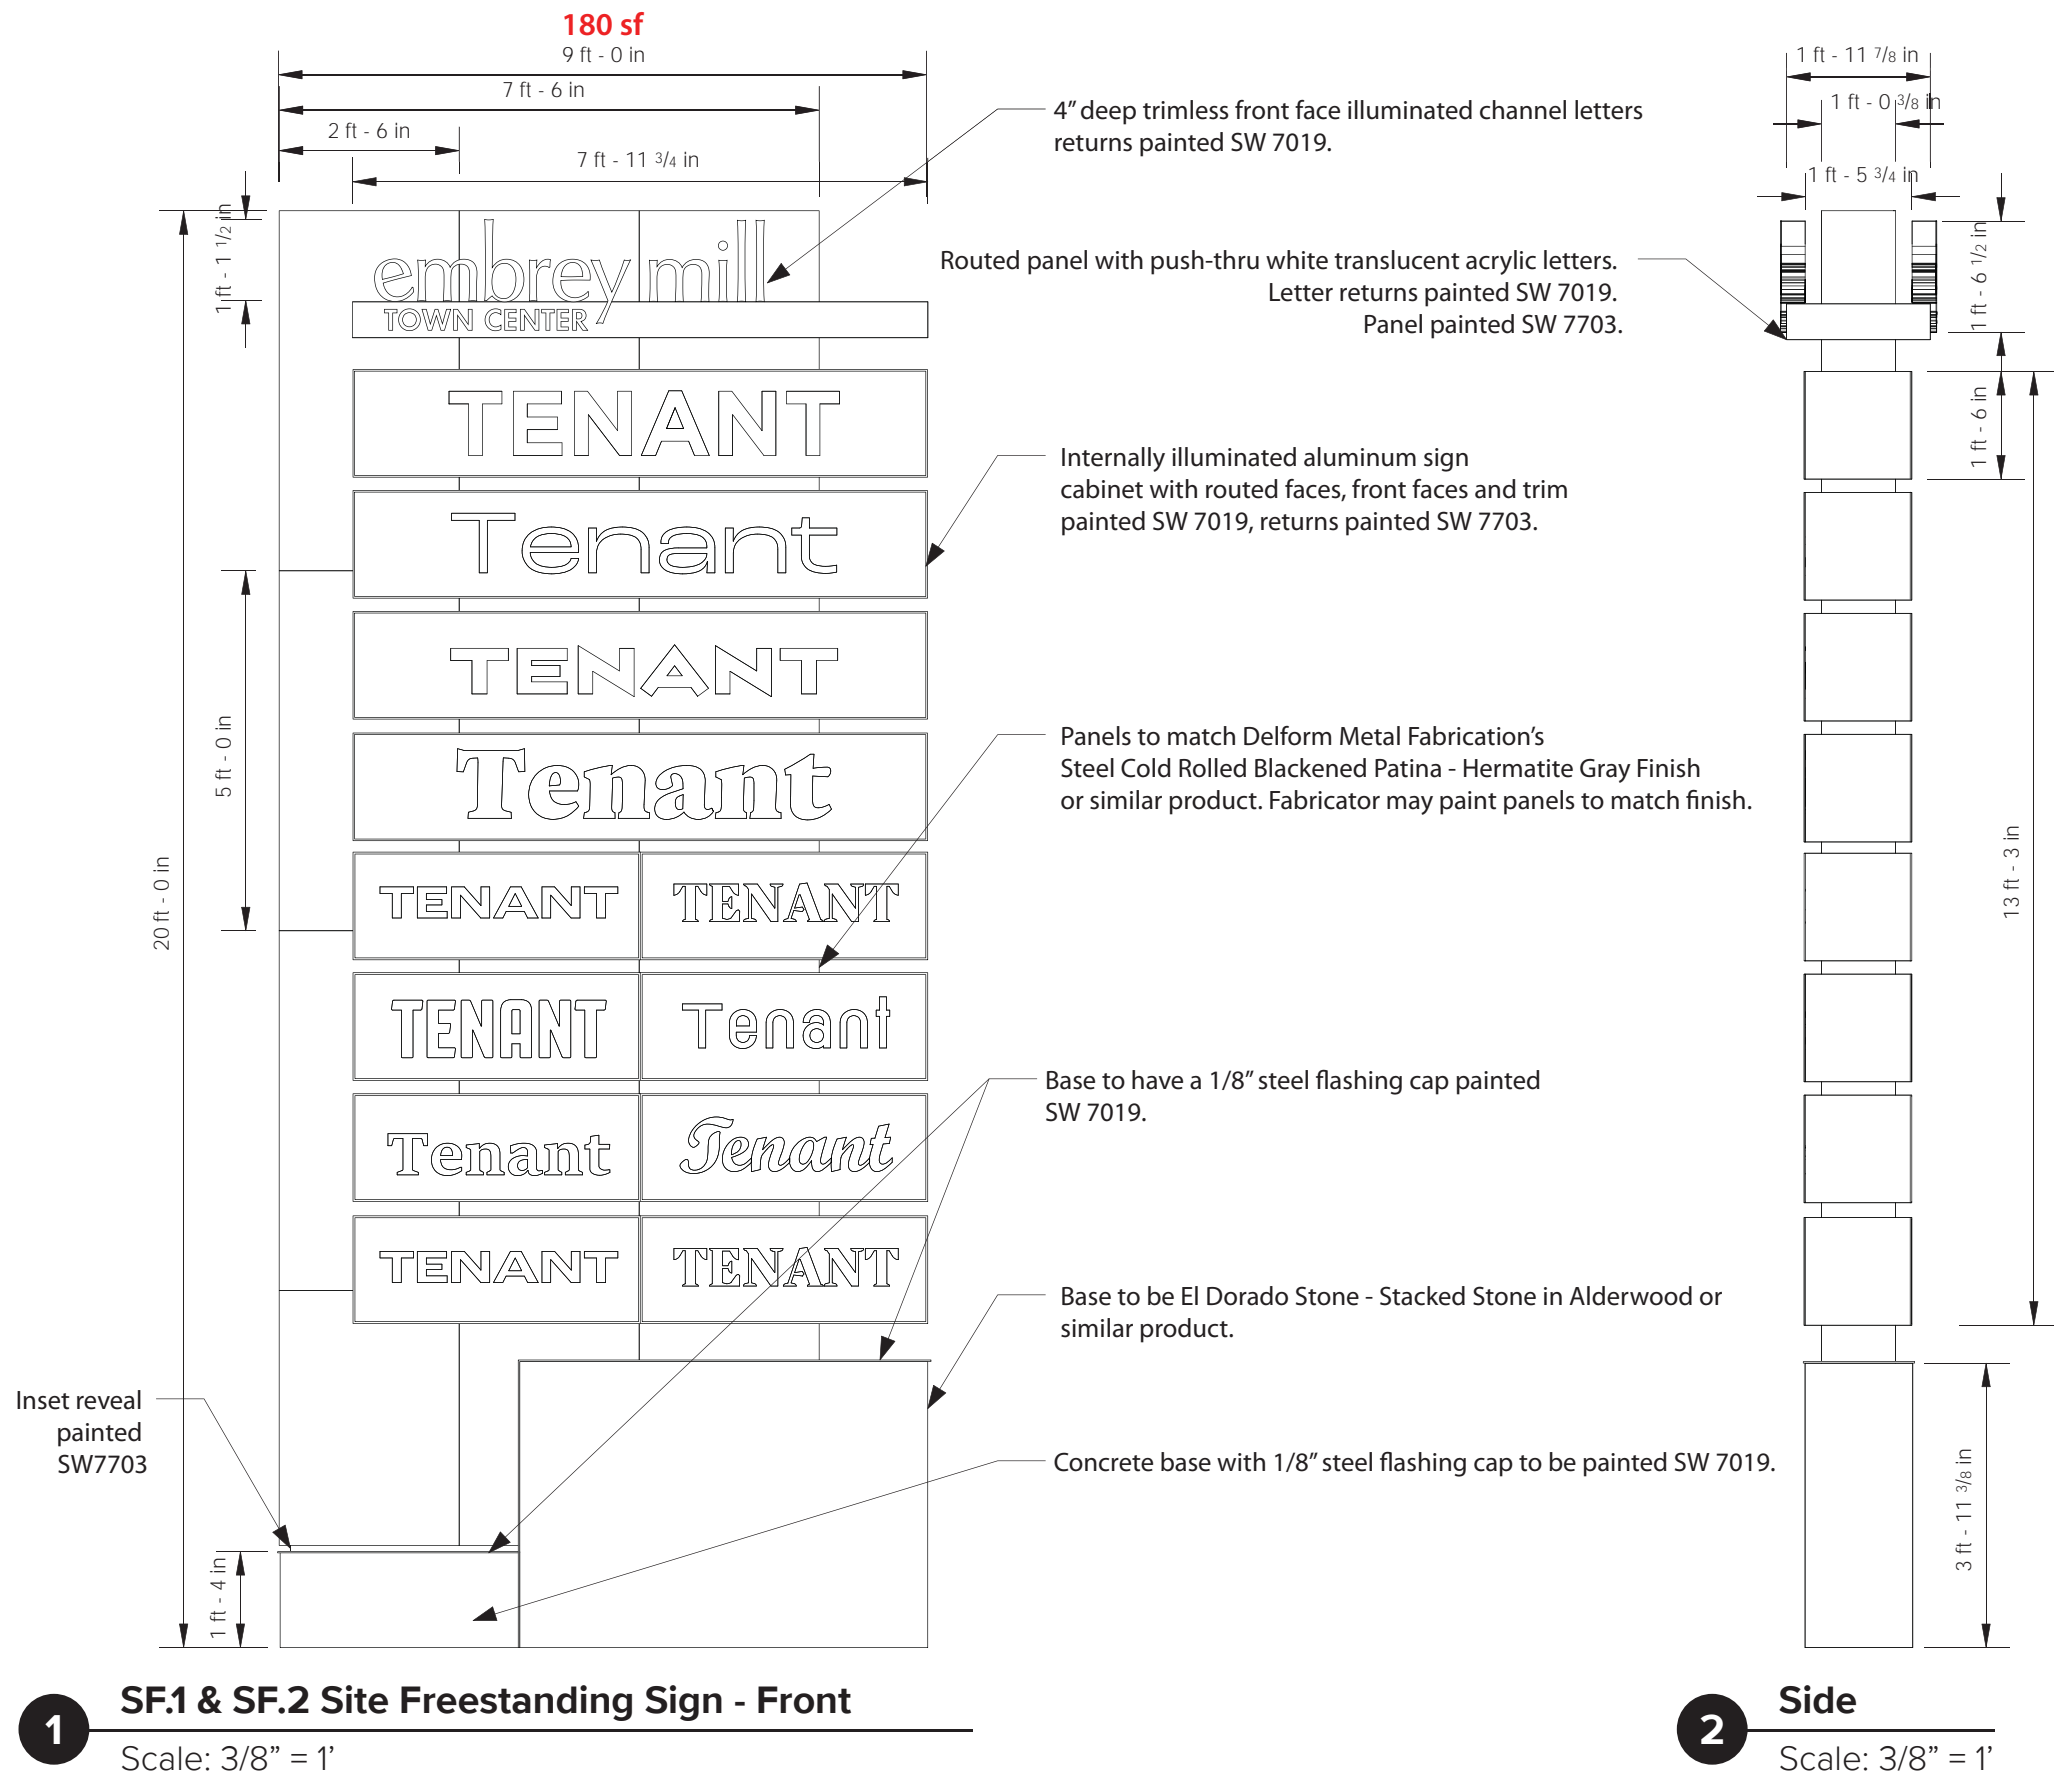 180 sf
9 ft - 0 in
7 ft - 6 in
2 ft - 6 in
7 ft - 11 3/4 in
1 ft - 1 1/2 in
5 ft - 0 in
20 ft - 0 in
1 ft - 4 in
embrey mill
TOWN CENTER
TENANT
Tenant
TENANT
Tenant
TENANT TENANT
TENANT Tenant
Tenant Tenant
TENANT TENANT
4” deep trimless front face illuminated channel letters
returns painted SW 7019.
Routed panel with push-thru white translucent acrylic letters.
Letter returns painted SW 7019.
Panel painted SW 7703.
Internally illuminated aluminum sign
cabinet with routed faces, front faces and trim
painted SW 7019, returns painted SW 7703.
Panels to match Delform Metal Fabrication’s
Steel Cold Rolled Blackened Patina - Hermatite Gray Finish
or similar product. Fabricator may paint panels to match finish.
Base to have a 1/8” steel flashing cap painted
SW 7019.
Base to be El Dorado Stone - Stacked Stone in Alderwood or
similar product.
Concrete base with 1/8” steel flashing cap to be painted SW 7019.
Inset reveal
painted
SW7703
1 ft - 11 7/8 in
1 ft - 0 3/8 in
1 ft - 5 3/4 in
1 ft - 6 1/2 in
1 ft - 6 in
13 ft - 3 in
3 ft - 11 3/8 in
1
SF.1 & SF.2 Site Freestanding Sign - Front
Scale: 3/8” = 1’
2
Side
Scale: 3/8” = 1’